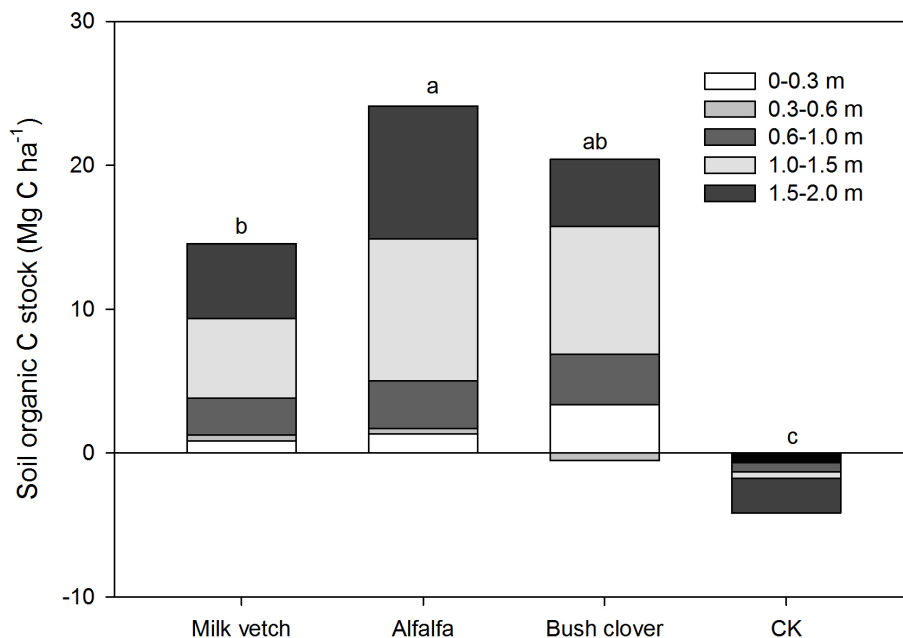 Soil organic C stock (Mg C ha⁻¹)
30
20
10
0
-10
b
a
ab
c
0-0.3 m
0.3-0.6 m
0.6-1.0 m
1.0-1.5 m
1.5-2.0 m
Milk vetch
Alfalfa
Bush clover
CK